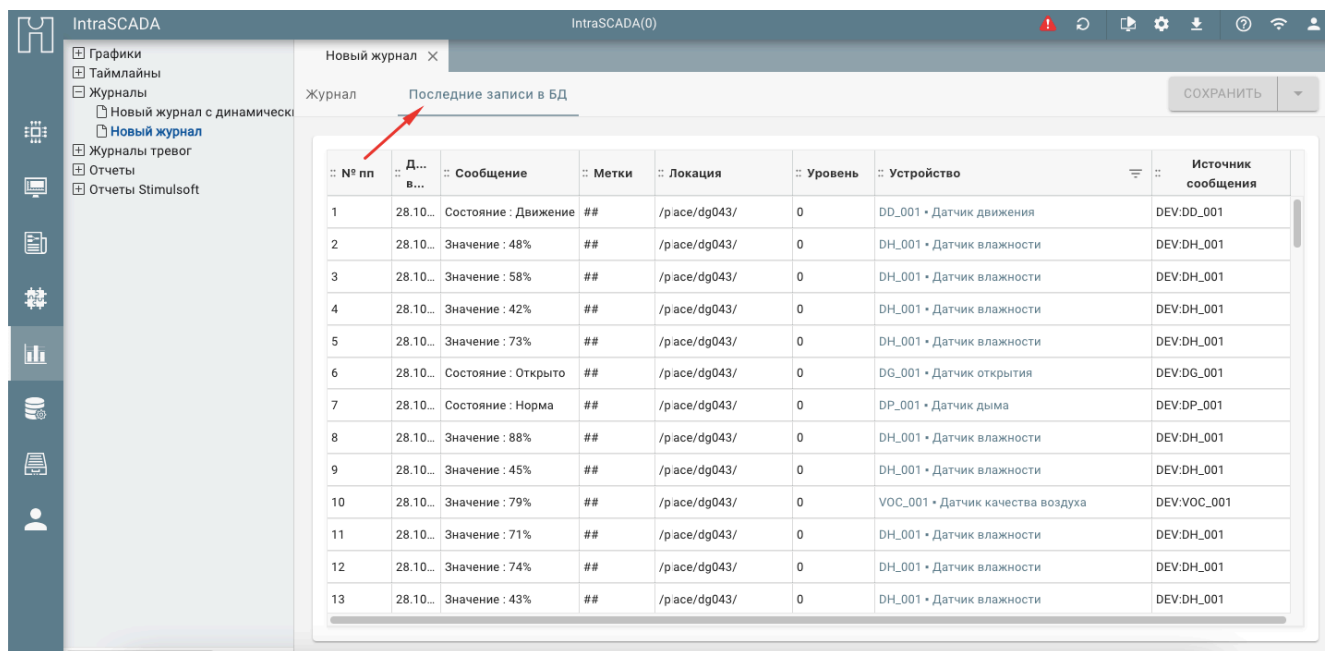 IntraSCADA
IntraSCADA(0)
Графики
Таймлайны
Журналы
Новый журнал с динамически
Новый журнал
Журналы тревог
Отчеты
Отчеты Stimulsoft
Новый журнал
Журнал Последние записи в БД
СОХРАНИТЬ
№ пп Д... в... Сообщение Метки Локация Уровень Устройство Источник сообщения
1 28.10... Состояние : Движение ## /place/dg043/ 0 DD_001 • Датчик движения DEV:DD_001
2 28.10... Значение : 48% ## /place/dg043/ 0 DH_001 • Датчик влажности DEV:DH_001
3 28.10... Значение : 58% ## /place/dg043/ 0 DH_001 • Датчик влажности DEV:DH_001
4 28.10... Значение : 42% ## /place/dg043/ 0 DH_001 • Датчик влажности DEV:DH_001
5 28.10... Значение : 73% ## /place/dg043/ 0 DH_001 • Датчик влажности DEV:DH_001
6 28.10... Состояние : Открыто ## /place/dg043/ 0 DG_001 • Датчик открытия DEV:DG_001
7 28.10... Состояние : Норма ## /place/dg043/ 0 DP_001 • Датчик дыма DEV:DP_001
8 28.10... Значение : 88% ## /place/dg043/ 0 DH_001 • Датчик влажности DEV:DH_001
9 28.10... Значение : 45% ## /place/dg043/ 0 DH_001 • Датчик влажности DEV:DH_001
10 28.10... Значение : 79% ## /place/dg043/ 0 VOC_001 • Датчик качества воздуха DEV:VOC_001
11 28.10... Значение : 71% ## /place/dg043/ 0 DH_001 • Датчик влажности DEV:DH_001
12 28.10... Значение : 74% ## /place/dg043/ 0 DH_001 • Датчик влажности DEV:DH_001
13 28.10... Значение : 43% ## /place/dg043/ 0 DH_001 • Датчик влажности DEV:DH_001